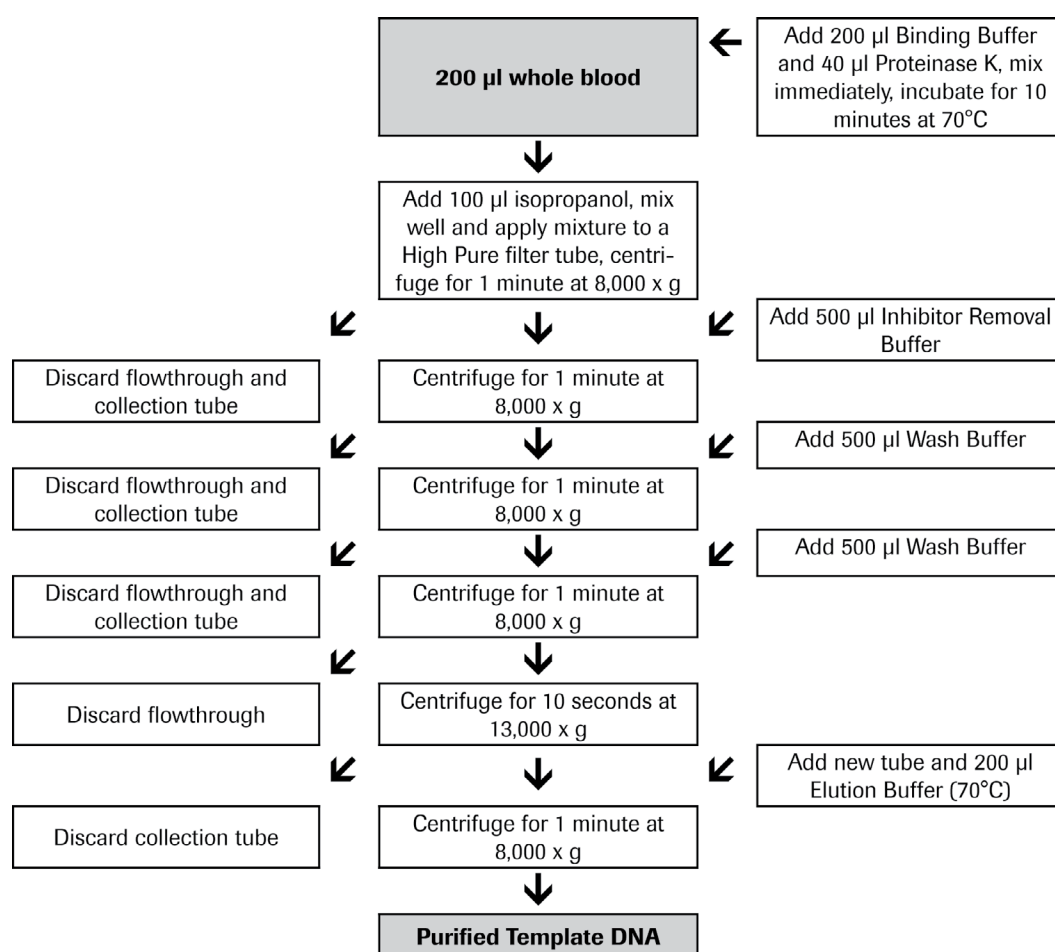 200 µl whole blood
Add 200 µl Binding Buffer
and 40 µl Proteinase K, mix
immediately, incubate for 10
minutes at 70°C
Add 100 µl isopropanol, mix
well and apply mixture to a
High Pure filter tube, centri-
fuge for 1 minute at 8,000 x g
Add 500 µl Inhibitor Removal
Buffer
Discard flowthrough and
collection tube
Centrifuge for 1 minute at
8,000 x g
Add 500 µl Wash Buffer
Discard flowthrough and
collection tube
Centrifuge for 1 minute at
8,000 x g
Add 500 µl Wash Buffer
Discard flowthrough and
collection tube
Centrifuge for 1 minute at
8,000 x g
Discard flowthrough
Centrifuge for 10 seconds at
13,000 x g
Add new tube and 200 µl
Elution Buffer (70°C)
Discard collection tube
Centrifuge for 1 minute at
8,000 x g
Purified Template DNA